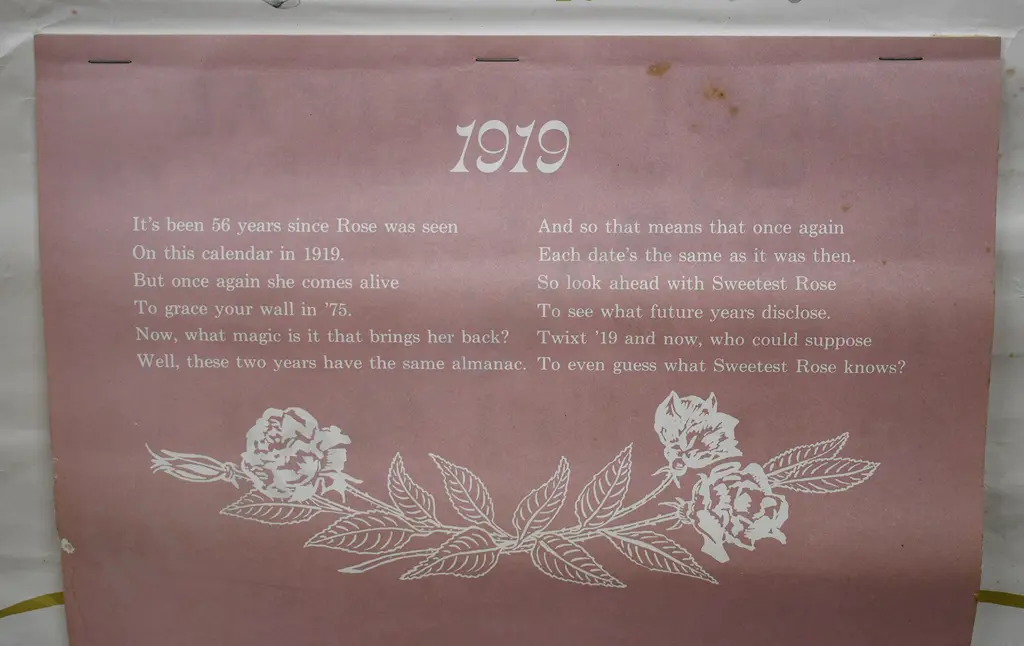 1919
It's been 56 years since Rose was seen
On this calendar in 1919.
But once again she comes alive
To grace your wall in '75.
Now, what magic is it that brings her back?
Well, these two years have the same almanac.
And so that means that once again
Each date's the same as it was then.
So look ahead with Sweetest Rose
To see what future years disclose.
Twixt '19 and now, who could suppose
To even guess what Sweetest Rose knows?